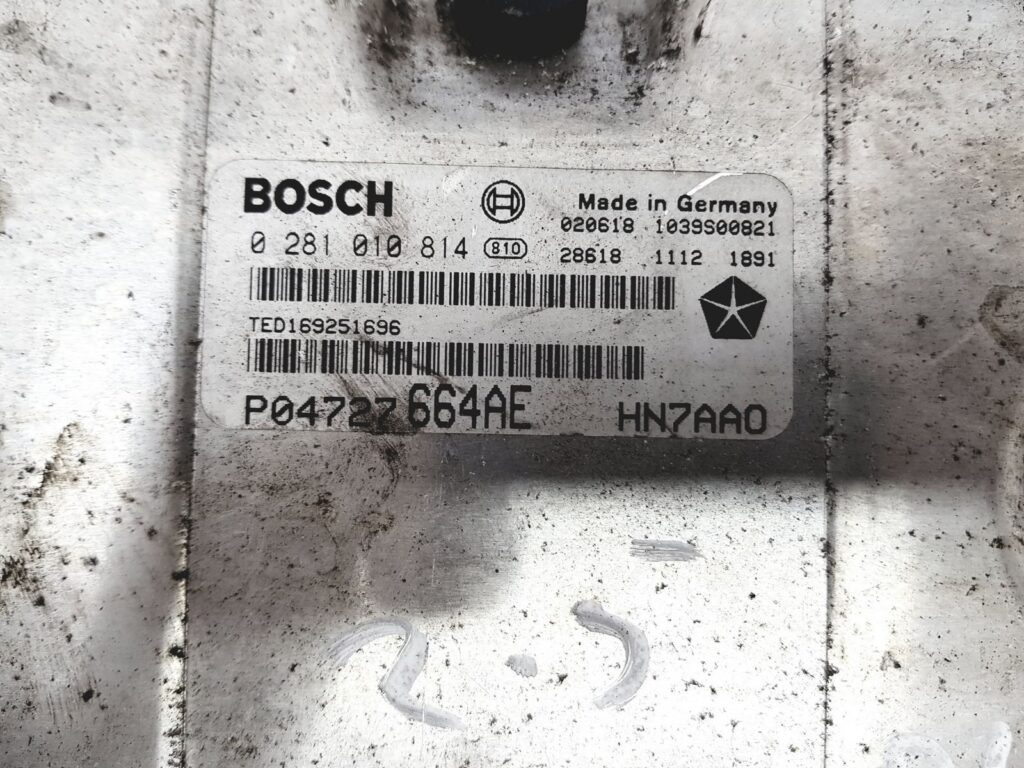 BOSCH
Made in Germany
020618 1039S00821
0 281 010 814 810
28618 1112 1891
TED169251696
P04727664AE HN7AA0
2.5